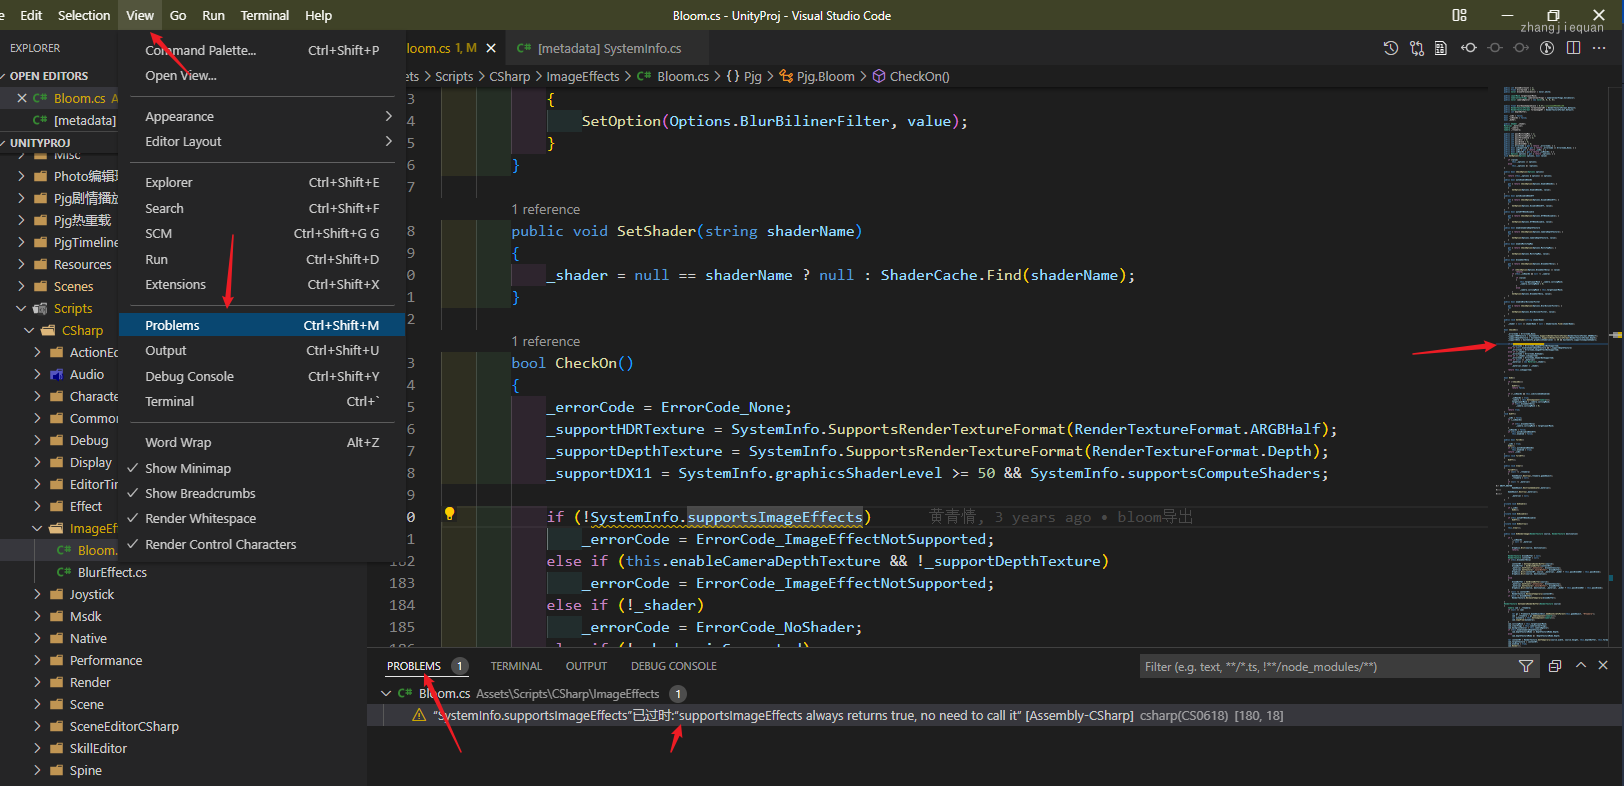 e Edit Selection View Go Run Terminal Help
Bloom.cs - UnityProj - Visual Studio Code
zhangjiequan
EXPLORER
OPEN EDITORS
Bloom.cs A
[metadata]
UNITYPROJ
Misc
Photo编辑
Pjg剧情播放
Pjg热重载
PjgTimeline
Resources
Scenes
Scripts
CSharp
ActionEd
Audio
Characte
Common
Debug
Display
EditorTim
Effect
ImageEf
Bloom.
BlurEffect.cs
Joystick
Msdk
Native
Performance
Render
Scene
SceneEditorCSharp
SkillEditor
Spine
Command Palette... Ctrl+Shift+P
Open View...
Appearance
Editor Layout
Explorer Ctrl+Shift+E
Search Ctrl+Shift+F
SCM Ctrl+Shift+G G
Run Ctrl+Shift+D
Extensions Ctrl+Shift+X
Problems Ctrl+Shift+M
Output Ctrl+Shift+U
Debug Console Ctrl+Shift+Y
Terminal Ctrl+`
Word Wrap Alt+Z
Show Minimap
Show Breadcrumbs
Render Whitespace
Render Control Characters
loom.cs 1, M
C# [metadata] SystemInfo.cs
ets > Scripts > CSharp > ImageEffects > C# Bloom.cs > {} Pjg > Pjg.Bloom > CheckOn()
3 {
4 SetOption(Options.BlurBilinerFilter, value);
5 }
6 }
7
1 reference
8 public void SetShader(string shaderName)
9 {
0 _shader = null == shaderName ? null : ShaderCache.Find(shaderName);
1 }
2
1 reference
3 bool CheckOn()
4 {
5 _errorCode = ErrorCode_None;
6 _supportHDRTexture = SystemInfo.SupportsRenderTextureFormat(RenderTextureFormat.ARGBHalf);
7 _supportDepthTexture = SystemInfo.SupportsRenderTextureFormat(RenderTextureFormat.Depth);
8 _supportDX11 = SystemInfo.graphicsShaderLevel >= 50 && SystemInfo.supportsComputeShaders;
9
0 if (!SystemInfo.supportsImageEffects) 黄青倩, 3 years ago • bloom导出
81 _errorCode = ErrorCode_ImageEffectNotSupported;
182 else if (this.enableCameraDepthTexture && !_supportDepthTexture)
183 _errorCode = ErrorCode_ImageEffectNotSupported;
184 else if (!_shader)
185 _errorCode = ErrorCode_NoShader;
PROBLEMS 1 TERMINAL OUTPUT DEBUG CONSOLE
Filter (e.g. text, **/*.ts, !**/node_modules/**)
C# Bloom.cs Assets\Scripts\CSharp\ImageEffects 1
“SystemInfo.supportsImageEffects”已过时:“supportsImageEffects always returns true, no need to call it” [Assembly-CSharp] csharp(CS0618) [180, 18]